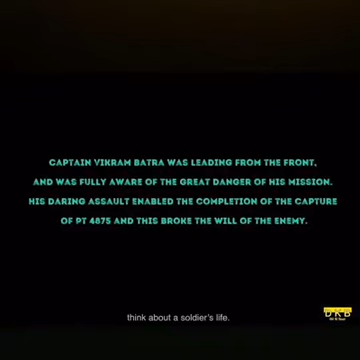 CAPTAIN VIKRAM BATRA WAS LEADING FROM THE FRONT,
AND WAS FULLY AWARE OF THE GREAT DANGER OF HIS MISSION.
HIS DARING ASSAULT ENABLED THE COMPLETION OF THE CAPTURE
OF PT 4875 AND THIS BROKE THE WILL OF THE ENEMY.
think about a soldier's life.
DKB